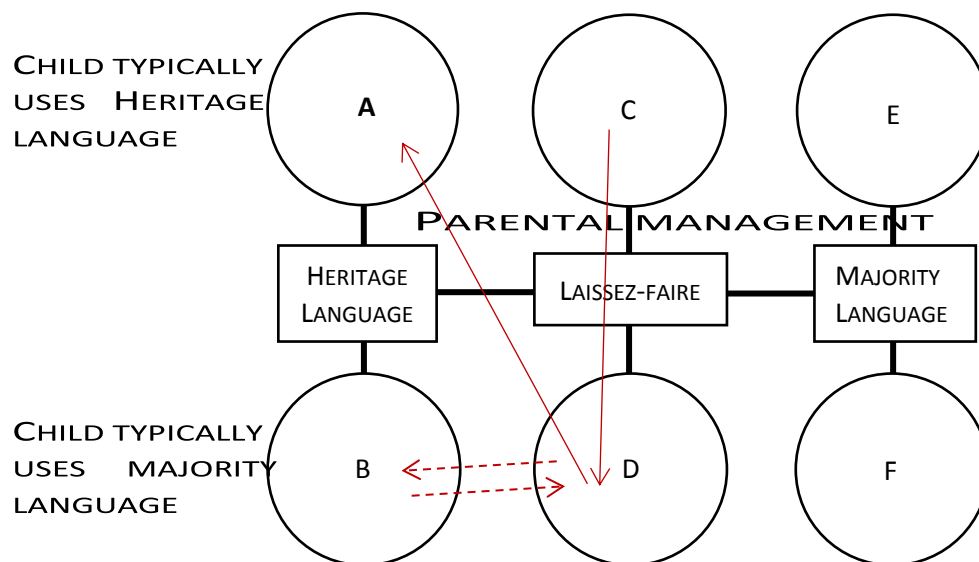 CHILD TYPICALLY
USES HERITAGE
LANGUAGE
A
C
E
PARENTAL MANAGEMENT
HERITAGE
LANGUAGE
LAISSEZ-FAIRE
MAJORITY
LANGUAGE
CHILD TYPICALLY
USES MAJORITY
LANGUAGE
B
D
F